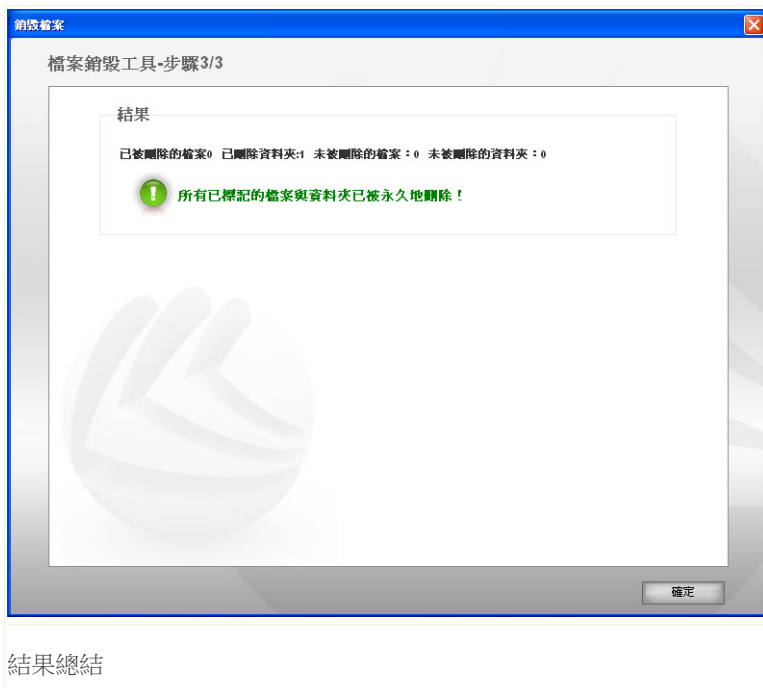 銷毀檔案
檔案銷毀工具-步驟3/3
結果
已被刪除的檔案0 已刪除資料夾:1 未被刪除的檔案：0 未被刪除的資料夾：0
所有已標記的檔案與資料夾已被永久地刪除！
確定
結果總結